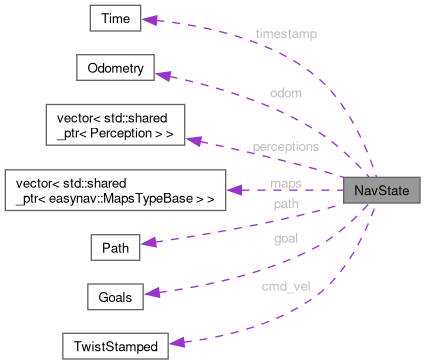 Time
timestamp
Odometry
odom
vector< std::shared
_ptr< Perception > >
perceptions
vector< std::shared
_ptr< easynav::MapsTypeBase > >
maps
NavState
path
Path
goal
Goals
cmd_vel
TwistStamped